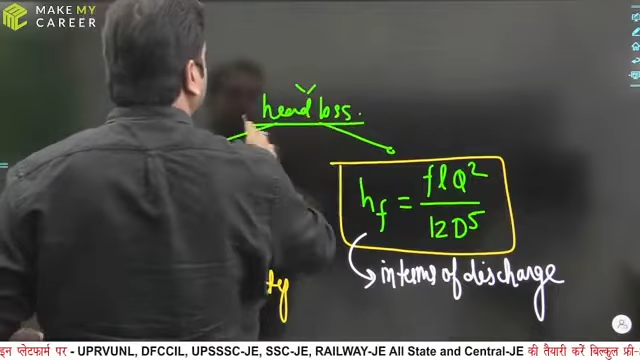 MAKE MY
CAREER
head loss.
hf = flQ²/12D⁵
in terms of discharge
ty
इन प्लेटफार्म पर - UPRVUNL, DFCCIL, UPSSSC-JE, SSC-JE, RAILWAY-JE All State and Central-JE की तैयारी करें बिल्कुल फ्री-